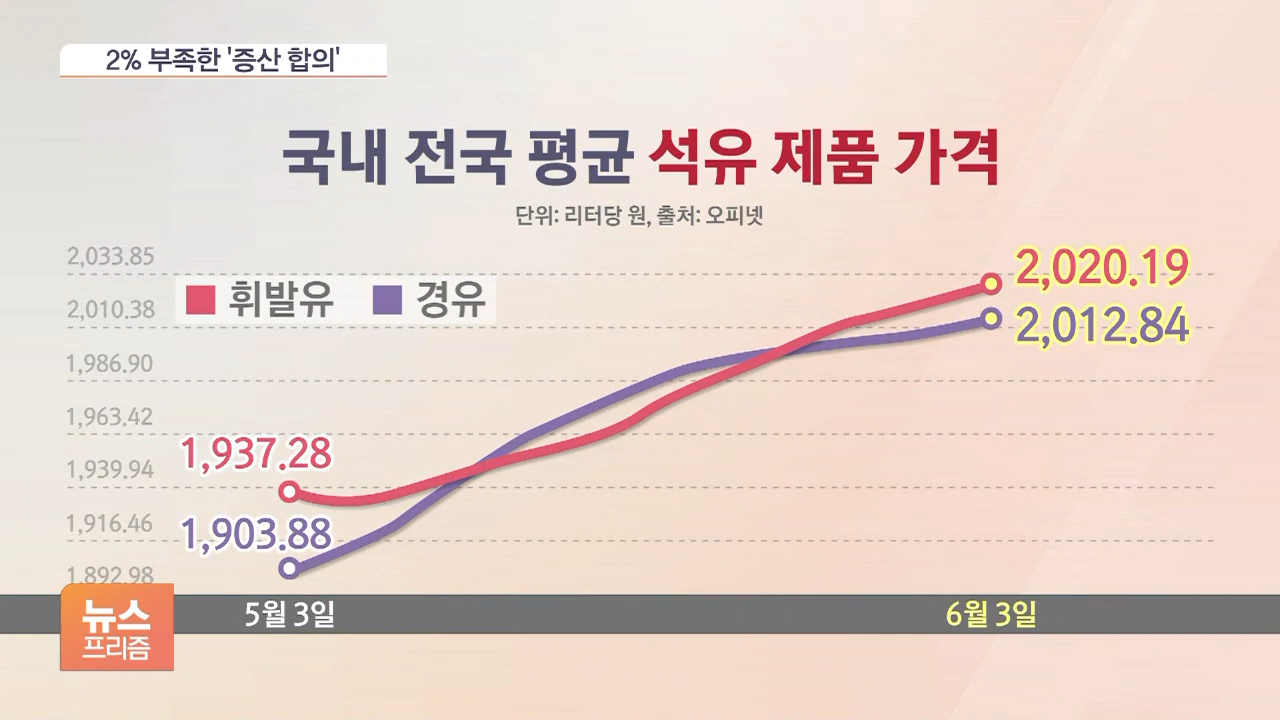 2% 부족한 '증산 합의'
국내 전국 평균 석유 제품 가격
단위: 리터당 원, 출처: 오피넷
2,033.85
2,010.38
1,986.90
1,963.42
1,939.94
1,916.46
1,892.98
휘발유 경유
2,020.19
2,012.84
1,937.28
1,903.88
5월 3일 6월 3일
뉴스
프리즘